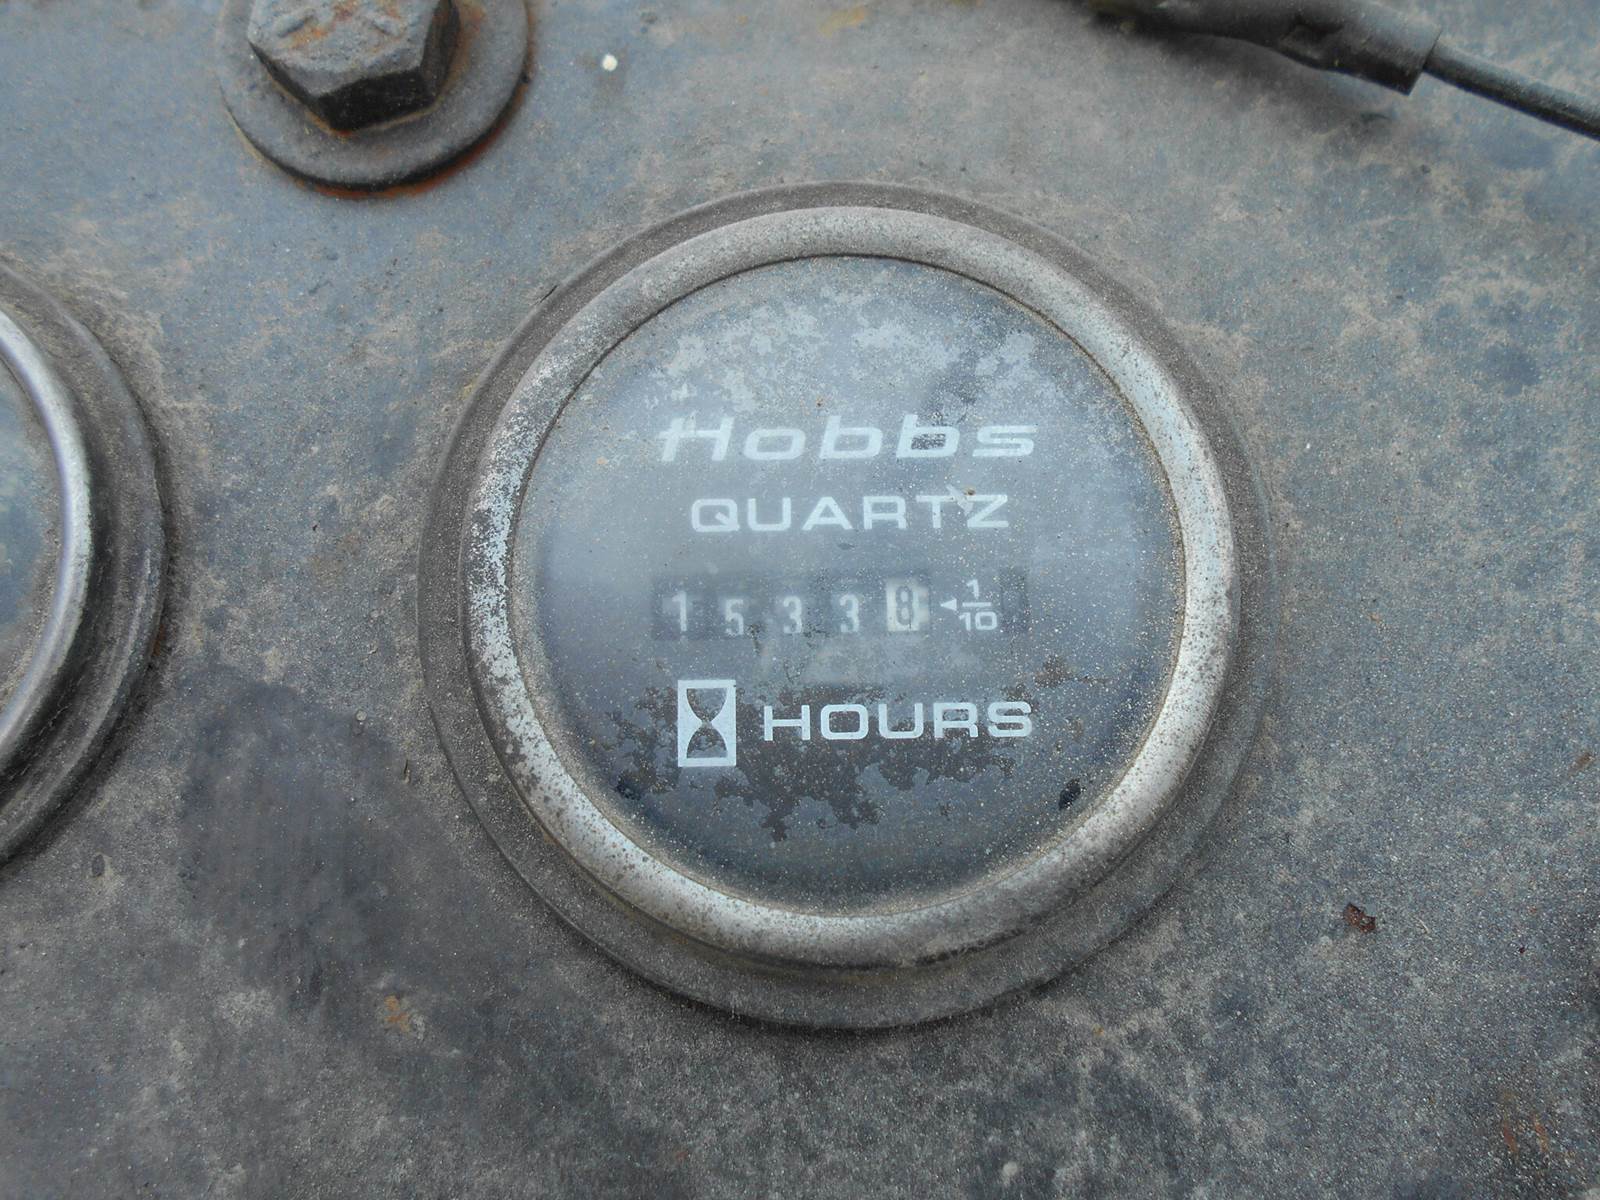 Hobbs
QUARTZ
15338 ◄1/10
HOURS